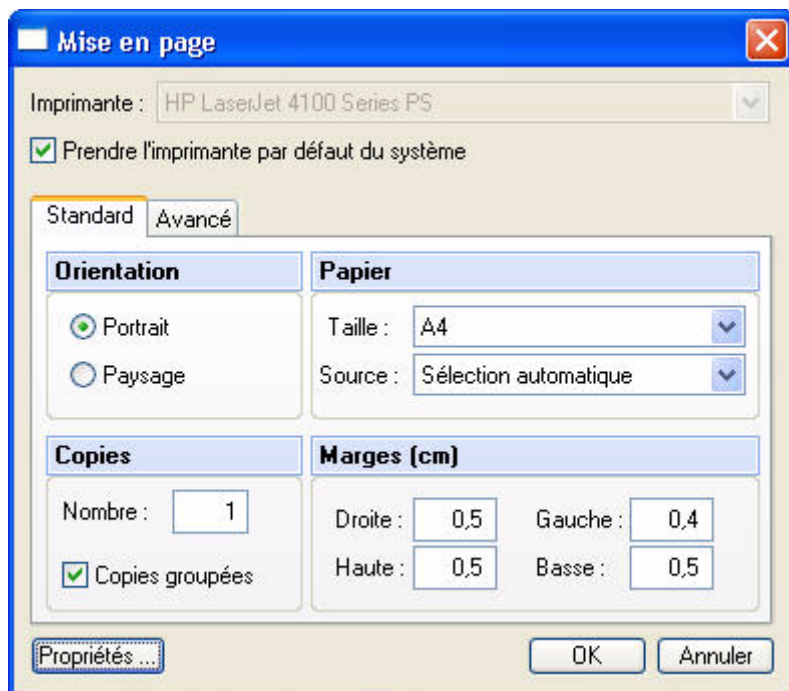 Mise en page
Imprimante : HP LaserJet 4100 Series PS
Prendre l'imprimante par défaut du système
Standard Avancé
Orientation
Portrait
Paysage
Papier
Taille : A4
Source : Sélection automatique
Copies
Nombre : 1
Copies groupées
Marges (cm)
Droite : 0,5 Gauche : 0,4
Haute : 0,5 Basse : 0,5
Propriétés ... OK Annuler